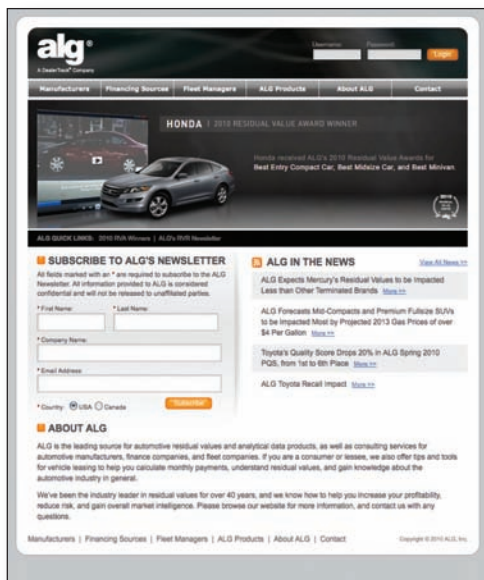 alg®
A DealerTrack® Company
Username:
Password:
Login
Manufacturers
Financing Sources
Fleet Managers
ALG Products
About ALG
Contact
HONDA | 2010 RESIDUAL VALUE AWARD WINNER
Honda received ALG's 2010 Residual Value Awards for
Best Entry Compact Car, Best Midsize Car, and Best Minivan
2010
ALG QUICK LINKS: 2010 RVA Winners | ALG's RVR Newsletter
SUBSCRIBE TO ALG'S NEWSLETTER
All fields marked with an * are required to subscribe to the ALG
Newsletter. All information provided to ALG is considered
confidential and will not be released to unaffiliated parties.
* First Name:
* Last Name:
* Company Name:
* Email Address:
* Country: USA Canada
Subscribe
ALG IN THE NEWS
View All News >>
ALG Expects Mercury's Residual Values to be Impacted
Less than Other Terminated Brands More >>
ALG Forecasts Mid-Compacts and Premium Fullsize SUVs
to be Impacted Most by Projected 2013 Gas Prices of over
$4 Per Gallon More >>
Toyota's Quality Score Drops 20% in ALG Spring 2010
PQS, from 1st to 6th Place More >>
ALG Toyota Recall Impact More >>
ABOUT ALG
ALG is the leading source for automotive residual values and analytical data products, as well as consulting services for
automotive manufacturers, finance companies, and fleet companies. If you are a consumer or lessee, we also offer tips and tools
for vehicle leasing to help you calculate monthly payments, understand residual values, and gain knowledge about the
automotive industry in general.
We've been the industry leader in residual values for over 40 years, and we know how to help you increase your profitability,
reduce risk, and gain overall market intelligence. Please browse our website for more information, and contact us with any
questions.
Manufacturers | Financing Sources | Fleet Managers | ALG Products | About ALG | Contact
Copyright © 2010 ALG, Inc.